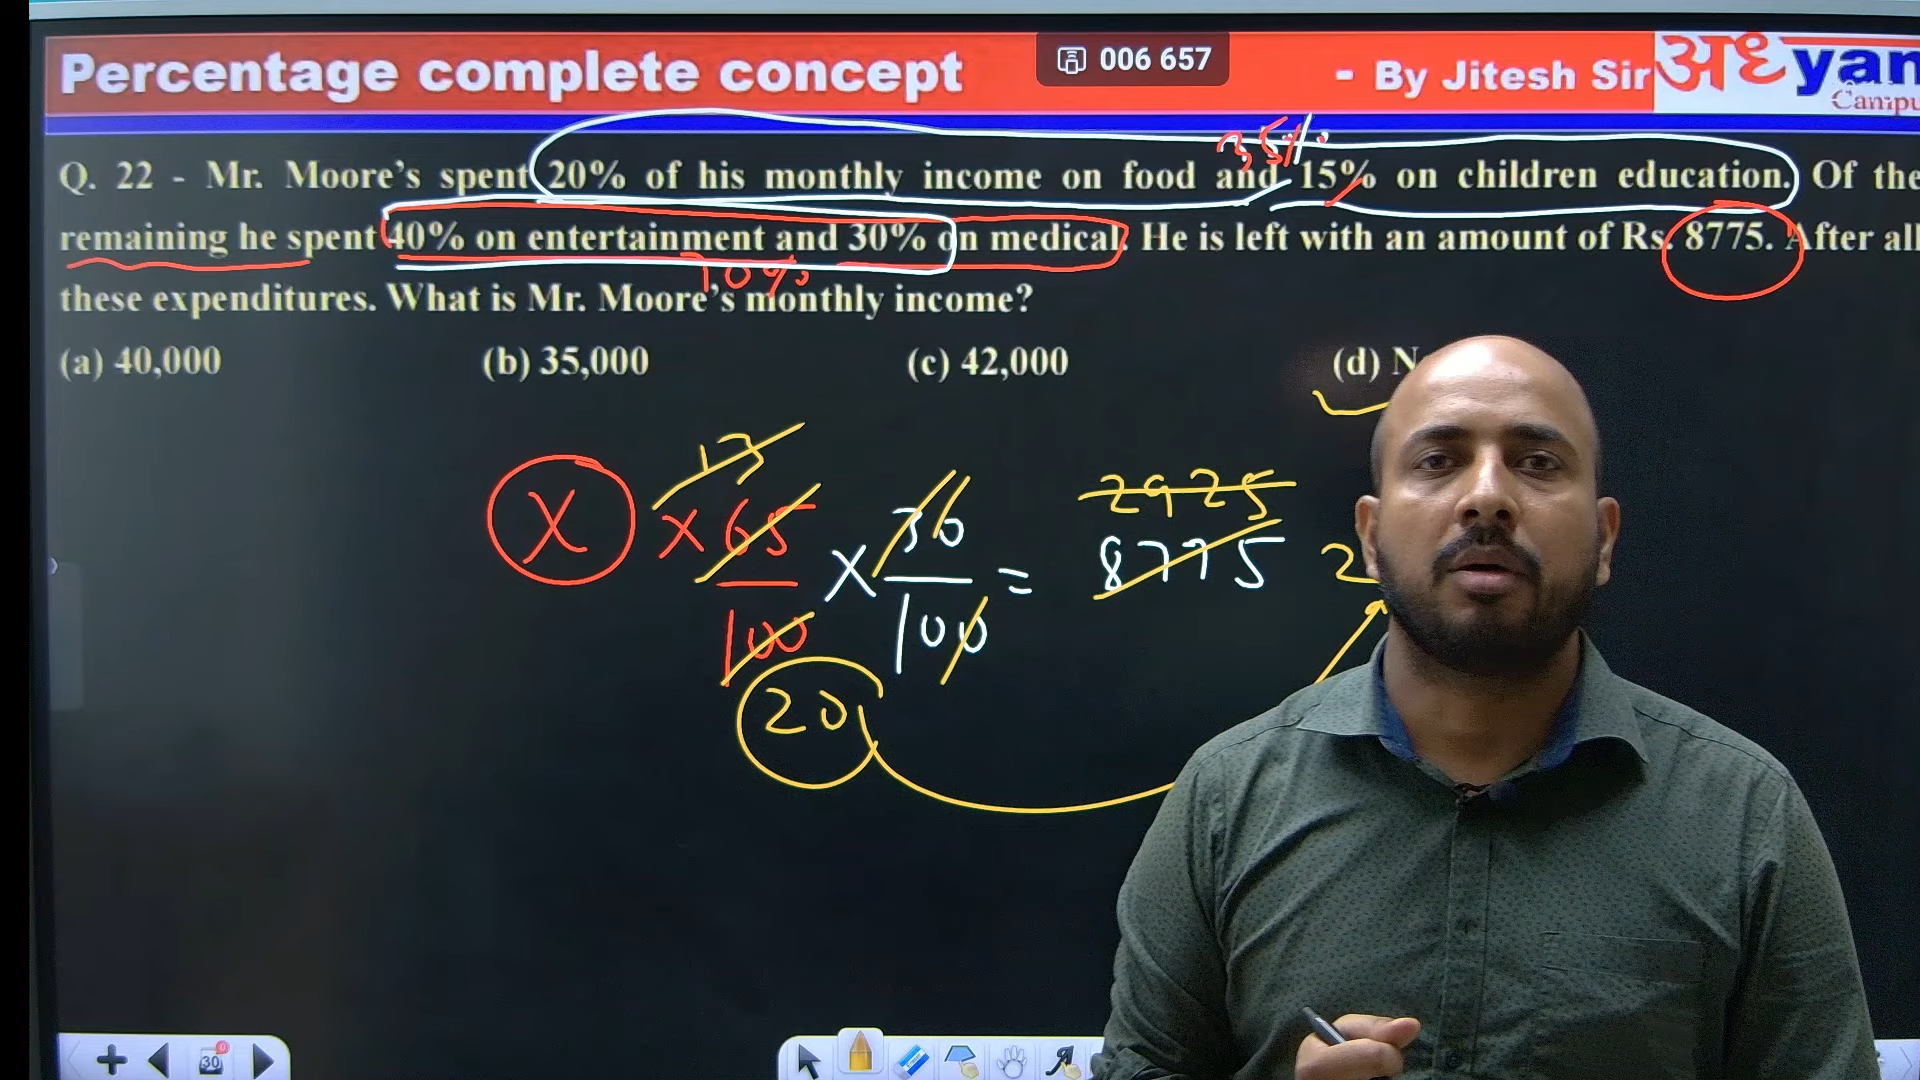 Percentage complete concept
006 657
- By Jitesh Sir
अध्yan
Campu
35%
Q. 22 - Mr. Moore’s spent 20% of his monthly income on food and 15% on children education. Of the
remaining he spent 40% on entertainment and 30% on medical. He is left with an amount of Rs. 8775. After all
70%
these expenditures. What is Mr. Moore’s monthly income?
(a) 40,000 (b) 35,000 (c) 42,000 (d) N
13
2925
X × 65 × 30 = 8775 2
100 100
20
30